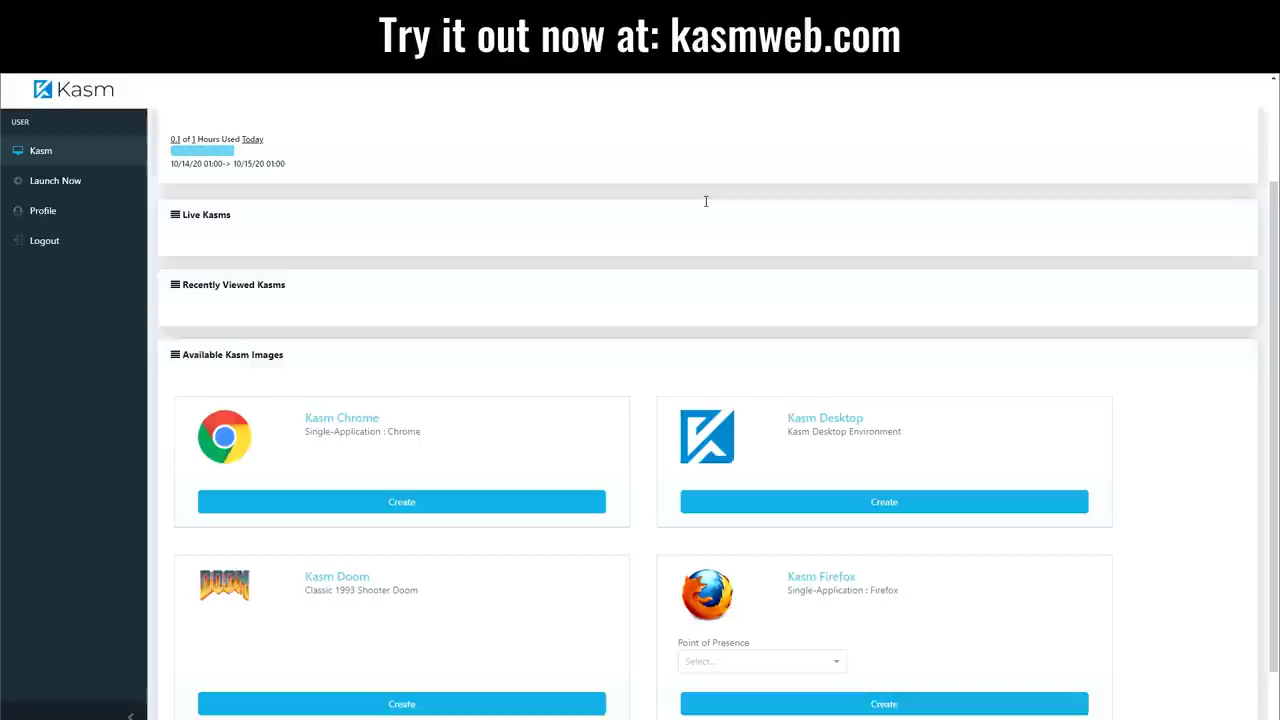 Try it out now at: kasmweb.com
Kasm
USER
Kasm
Launch Now
Profile
Logout
0.1 of 1 Hours Used Today
10/14/20 01:00-> 10/15/20 01:00
Live Kasms
Recently Viewed Kasms
Available Kasm Images
Kasm Chrome
Single-Application : Chrome
Create
Kasm Desktop
Kasm Desktop Environment
Create
DOOM
Kasm Doom
Classic 1993 Shooter Doom
Create
Kasm Firefox
Single-Application : Firefox
Point of Presence
Select...
Create